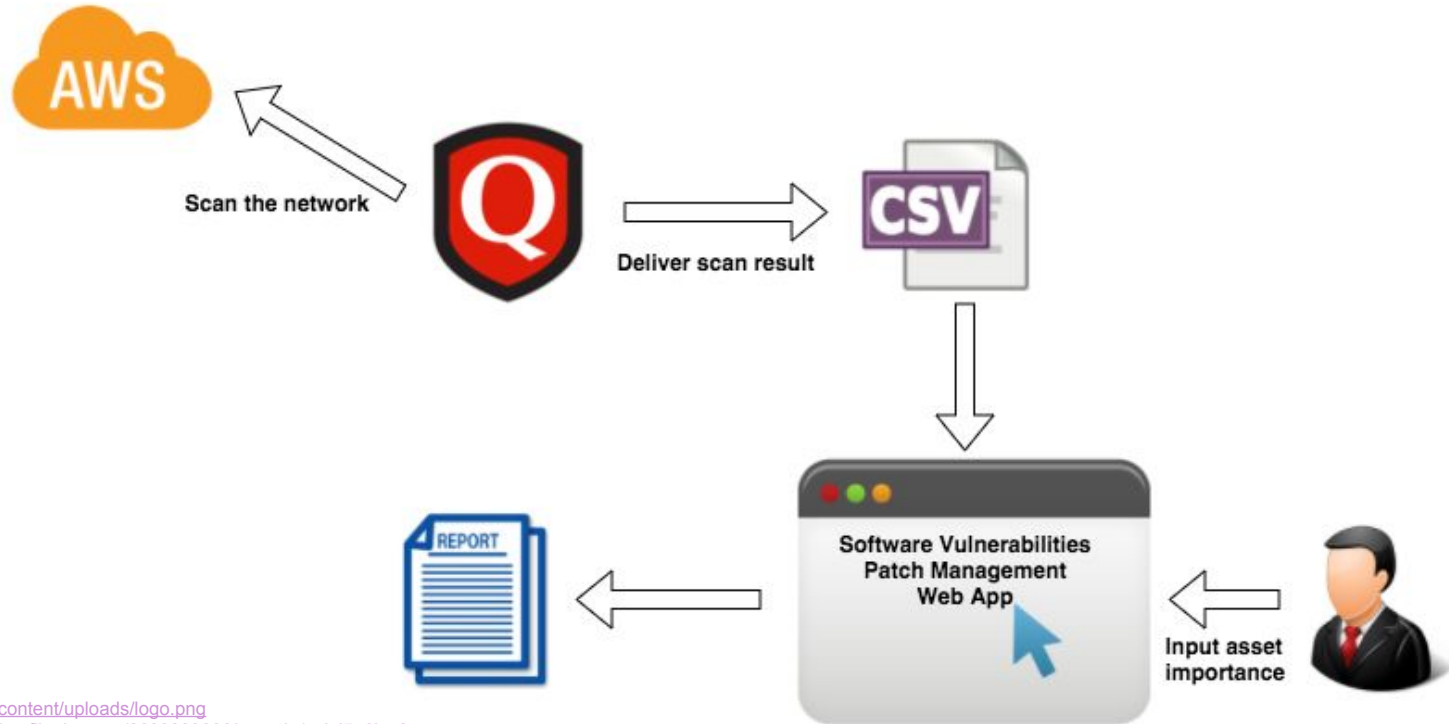 AWS
Scan the network
Q
Deliver scan result
CSV
Software Vulnerabilities
Patch Management
Web App
REPORT
Input asset
importance
content/uploads/logo.png